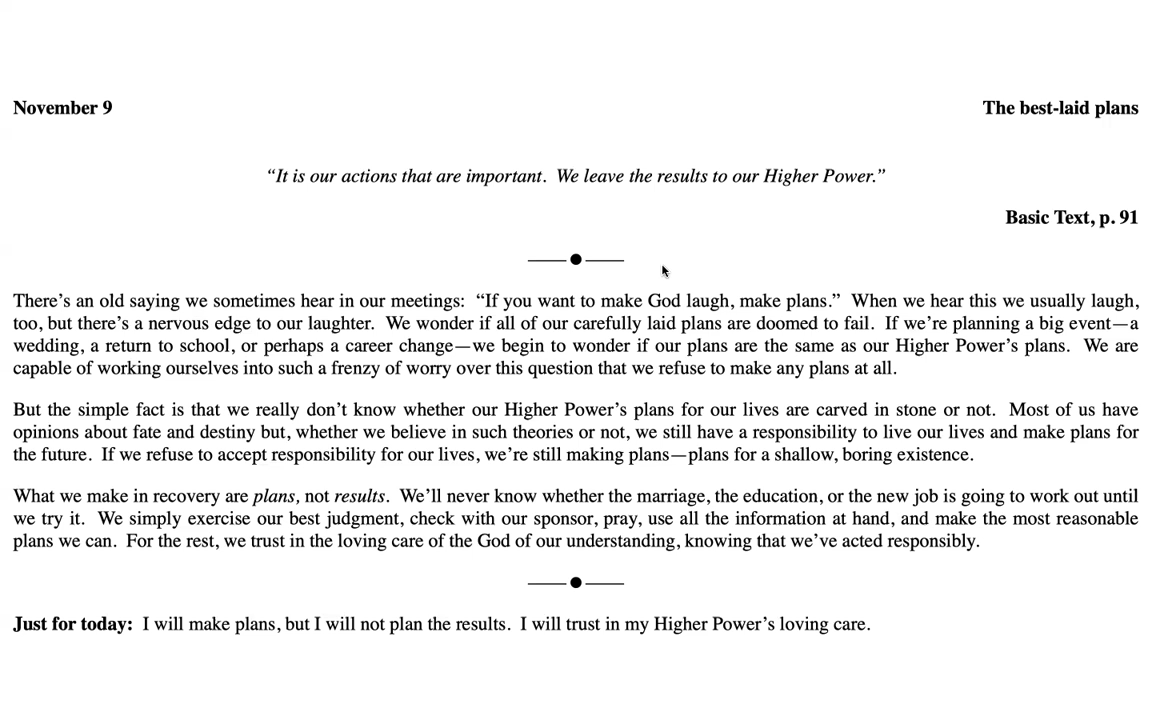 November 9
The best-laid plans
“It is our actions that are important. We leave the results to our Higher Power.”
Basic Text, p. 91
There’s an old saying we sometimes hear in our meetings: “If you want to make God laugh, make plans.” When we hear this we usually laugh,
too, but there’s a nervous edge to our laughter. We wonder if all of our carefully laid plans are doomed to fail. If we’re planning a big event—a
wedding, a return to school, or perhaps a career change—we begin to wonder if our plans are the same as our Higher Power’s plans. We are
capable of working ourselves into such a frenzy of worry over this question that we refuse to make any plans at all.
But the simple fact is that we really don’t know whether our Higher Power’s plans for our lives are carved in stone or not. Most of us have
opinions about fate and destiny but, whether we believe in such theories or not, we still have a responsibility to live our lives and make plans for
the future. If we refuse to accept responsibility for our lives, we’re still making plans—plans for a shallow, boring existence.
What we make in recovery are plans, not results. We’ll never know whether the marriage, the education, or the new job is going to work out until
we try it. We simply exercise our best judgment, check with our sponsor, pray, use all the information at hand, and make the most reasonable
plans we can. For the rest, we trust in the loving care of the God of our understanding, knowing that we’ve acted responsibly.
Just for today: I will make plans, but I will not plan the results. I will trust in my Higher Power’s loving care.